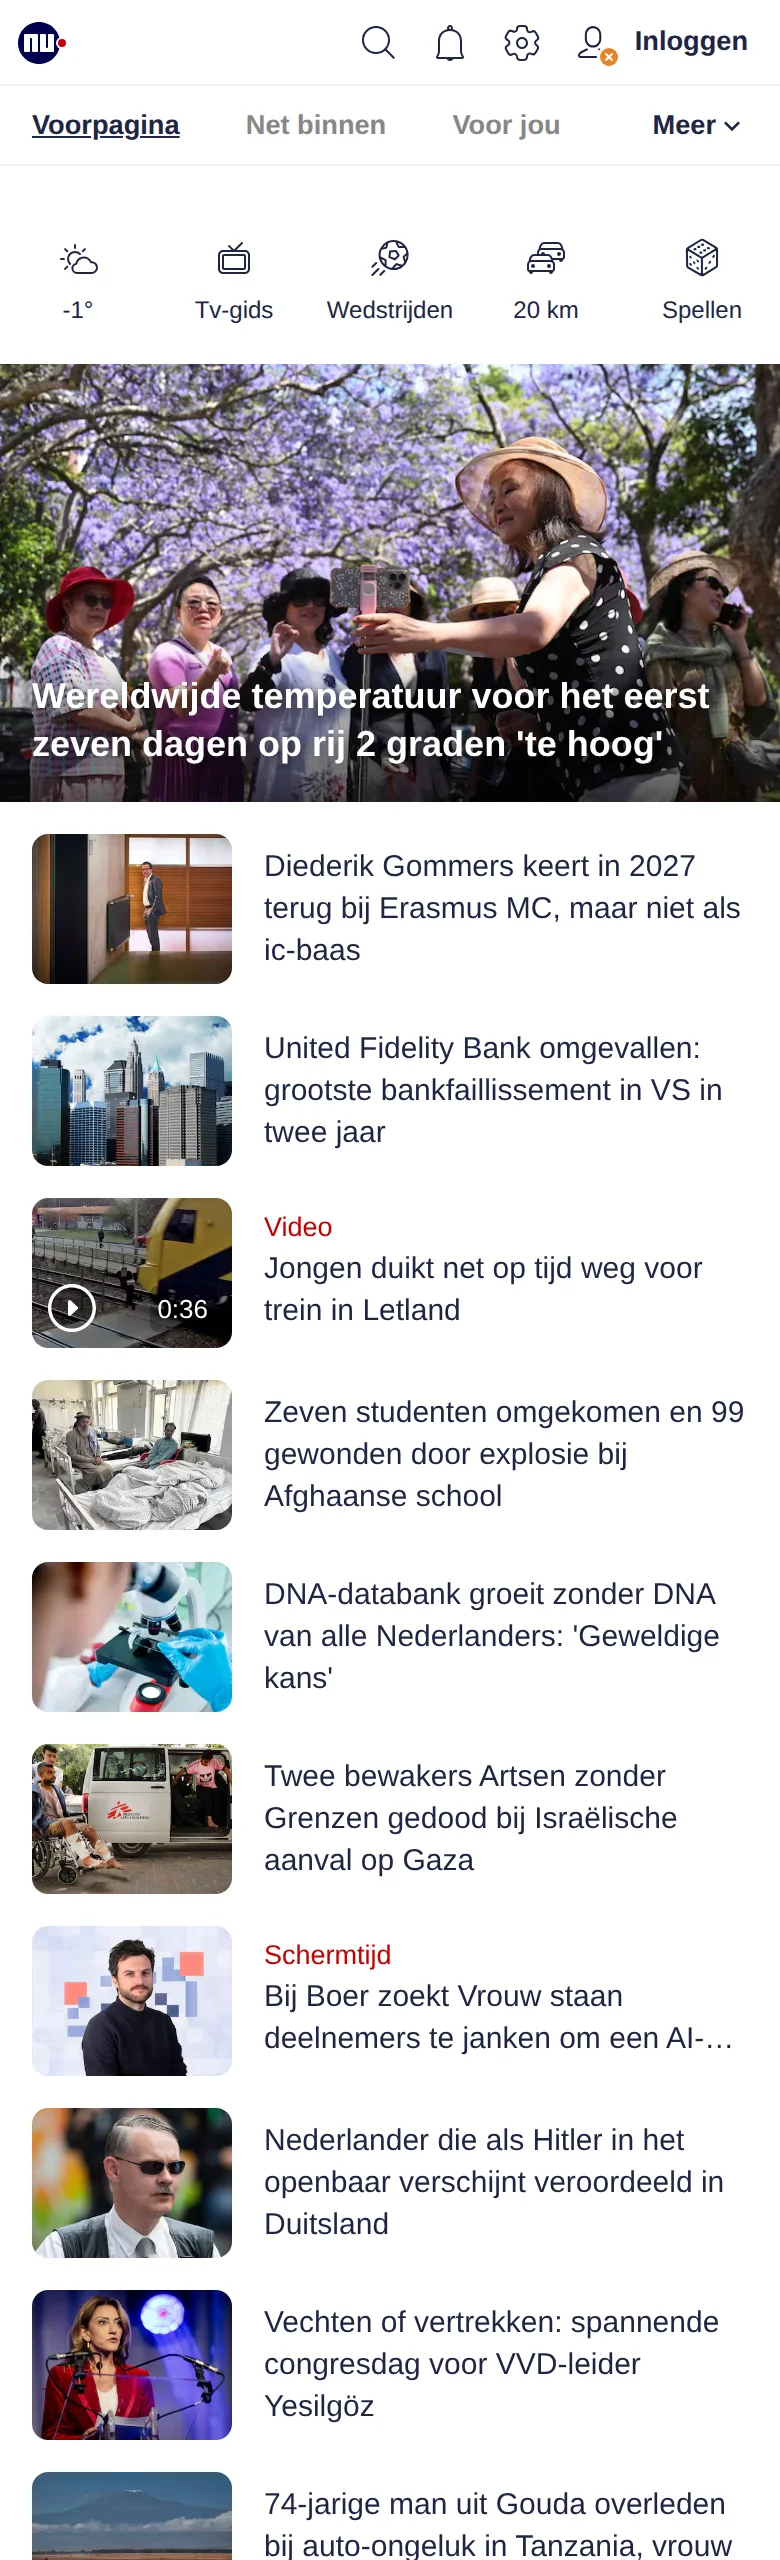 nu
Inloggen
Voorpagina
Net binnen
Voor jou
Meer
-1°
Tv-gids
Wedstrijden
20 km
Spellen
Wereldwijde temperatuur voor het eerst
zeven dagen op rij 2 graden 'te hoog'
Diederik Gommers keert in 2027
terug bij Erasmus MC, maar niet als
ic-baas
United Fidelity Bank omgevallen:
grootste bankfaillissement in VS in
twee jaar
0:36
Video
Jongen duikt net op tijd weg voor
trein in Letland
Zeven studenten omgekomen en 99
gewonden door explosie bij
Afghaanse school
DNA-databank groeit zonder DNA
van alle Nederlanders: 'Geweldige
kans'
Twee bewakers Artsen zonder
Grenzen gedood bij Israëlische
aanval op Gaza
Schermtijd
Bij Boer zoekt Vrouw staan
deelnemers te janken om een AI-…
Nederlander die als Hitler in het
openbaar verschijnt veroordeeld in
Duitsland
Vechten of vertrekken: spannende
congresdag voor VVD-leider
Yesilgöz
74-jarige man uit Gouda overleden
bij auto-ongeluk in Tanzania, vrouw